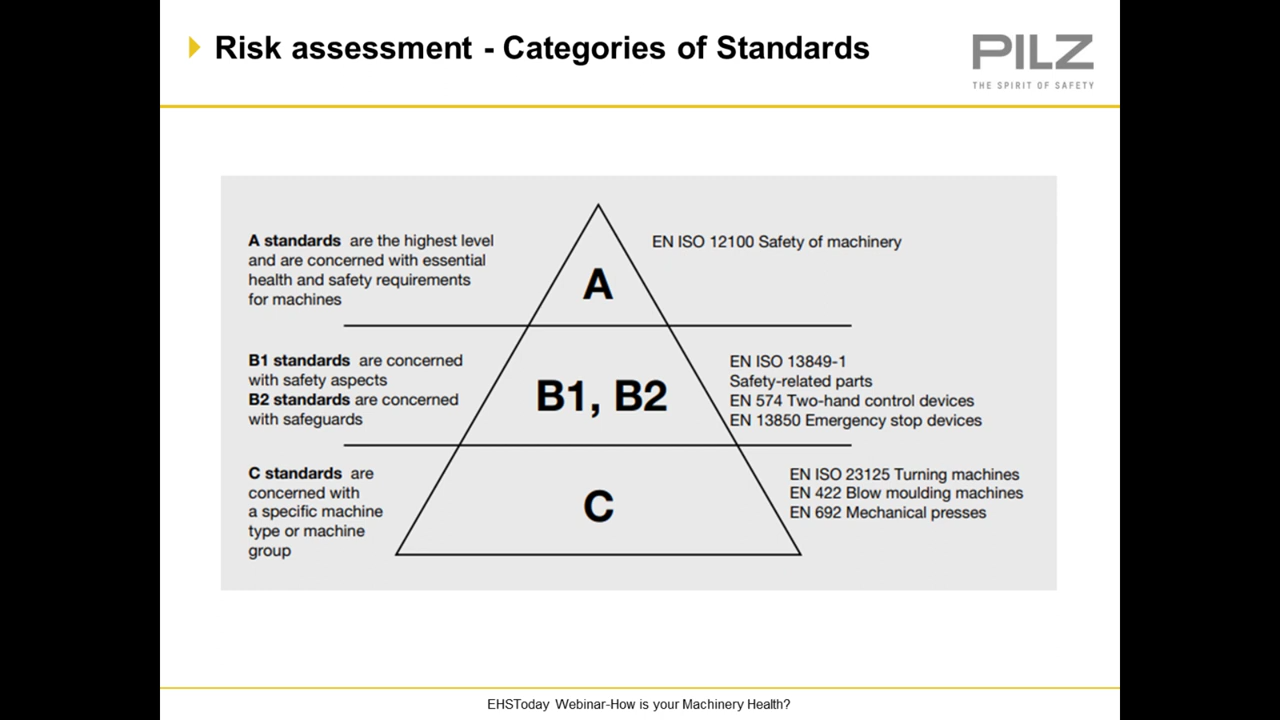 Risk assessment - Categories of Standards
PILZ
THE SPIRIT OF SAFETY
A standards are the highest level
and are concerned with essential
health and safety requirements
for machines
A
EN ISO 12100 Safety of machinery
B1 standards are concerned
with safety aspects
B2 standards are concerned
with safeguards
B1, B2
EN ISO 13849-1
Safety-related parts
EN 574 Two-hand control devices
EN 13850 Emergency stop devices
C standards are
concerned with
a specific machine
type or machine
group
C
EN ISO 23125 Turning machines
EN 422 Blow moulding machines
EN 692 Mechanical presses
EHSToday Webinar-How is your Machinery Health?